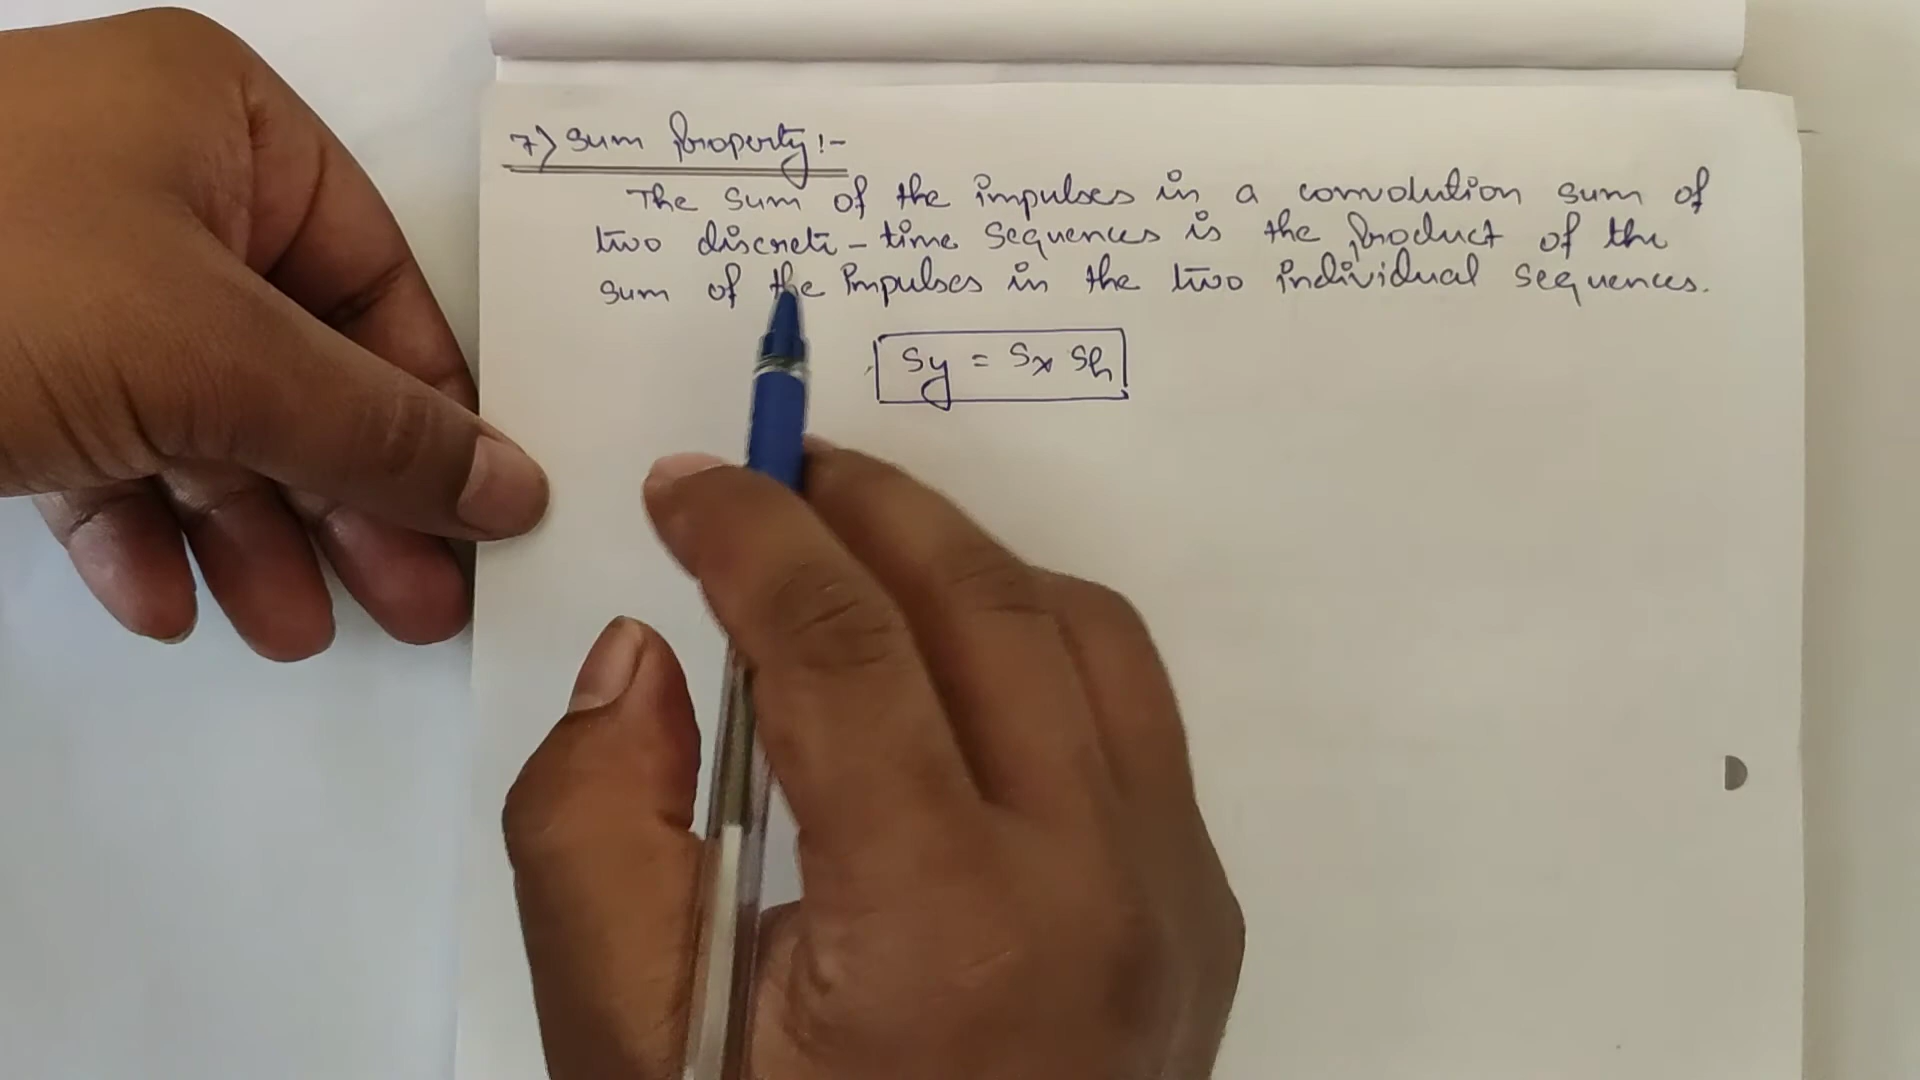 7) Sum Property:-
The sum of the impulses in a convolution sum of
two discrete-time sequences is the product of the
sum of the impulses in the two individual sequences.
Sy = Sx Sh